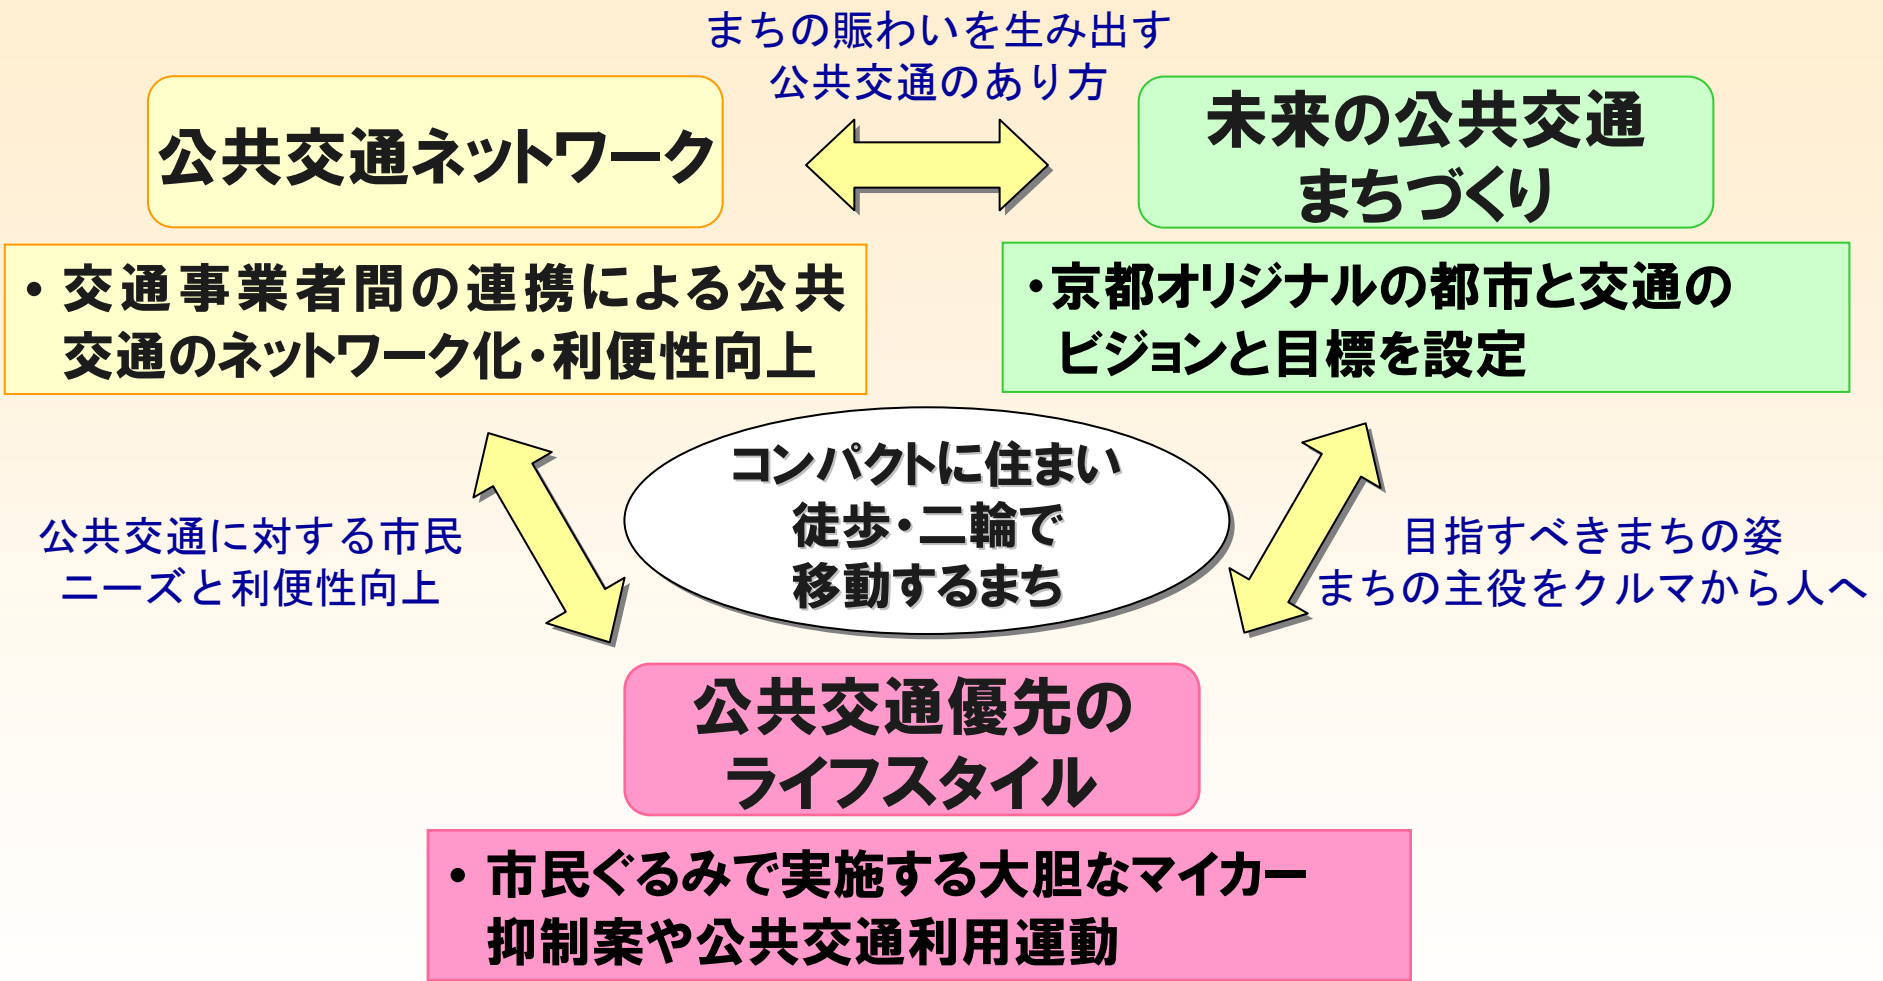 まちの賑わいを生み出す
公共交通のあり方
公共交通ネットワーク
未来の公共交通
まちづくり
・交通事業者間の連携による公共
交通のネットワーク化・利便性向上
・京都オリジナルの都市と交通の
ビジョンと目標を設定
コンパクトに住まい
徒歩・二輪で
移動するまち
公共交通に対する市民
ニーズと利便性向上
目指すべきまちの姿
まちの主役をクルマから人へ
公共交通優先の
ライフスタイル
・市民ぐるみで実施する大胆なマイカー
抑制案や公共交通利用運動